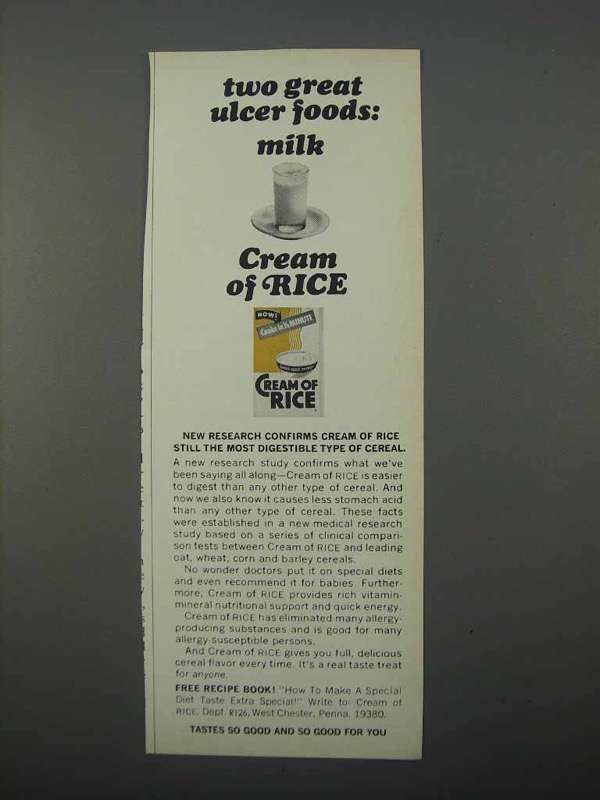 two great
ulcer foods:
milk
Cream
of RICE
NOW!
Cooks in ½ MINUTE
CREAM OF
RICE
NEW RESEARCH CONFIRMS CREAM OF RICE
STILL THE MOST DIGESTIBLE TYPE OF CEREAL.
A new research study confirms what we've
been saying all along—Cream of RICE is easier
to digest than any other type of cereal. And
now we also know it causes less stomach acid
than any other type of cereal. These facts
were established in a new medical research
study based on a series of clinical compari-
son tests between Cream of RICE and leading
oat, wheat, corn and barley cereals.
No wonder doctors put it on special diets
and even recommend it for babies. Further-
more, Cream of RICE provides rich vitamin-
mineral nutritional support and quick energy.
Cream of RICE has eliminated many allergy-
producing substances and is good for many
allergy-susceptible persons.
And Cream of RICE gives you full, delicious
cereal flavor every time. It's a real taste treat
for anyone.
FREE RECIPE BOOK! "How To Make A Special
Diet Taste Extra Special!" Write to: Cream of
RICE, Dept. R126, West Chester, Penna. 19380.
TASTES SO GOOD AND SO GOOD FOR YOU